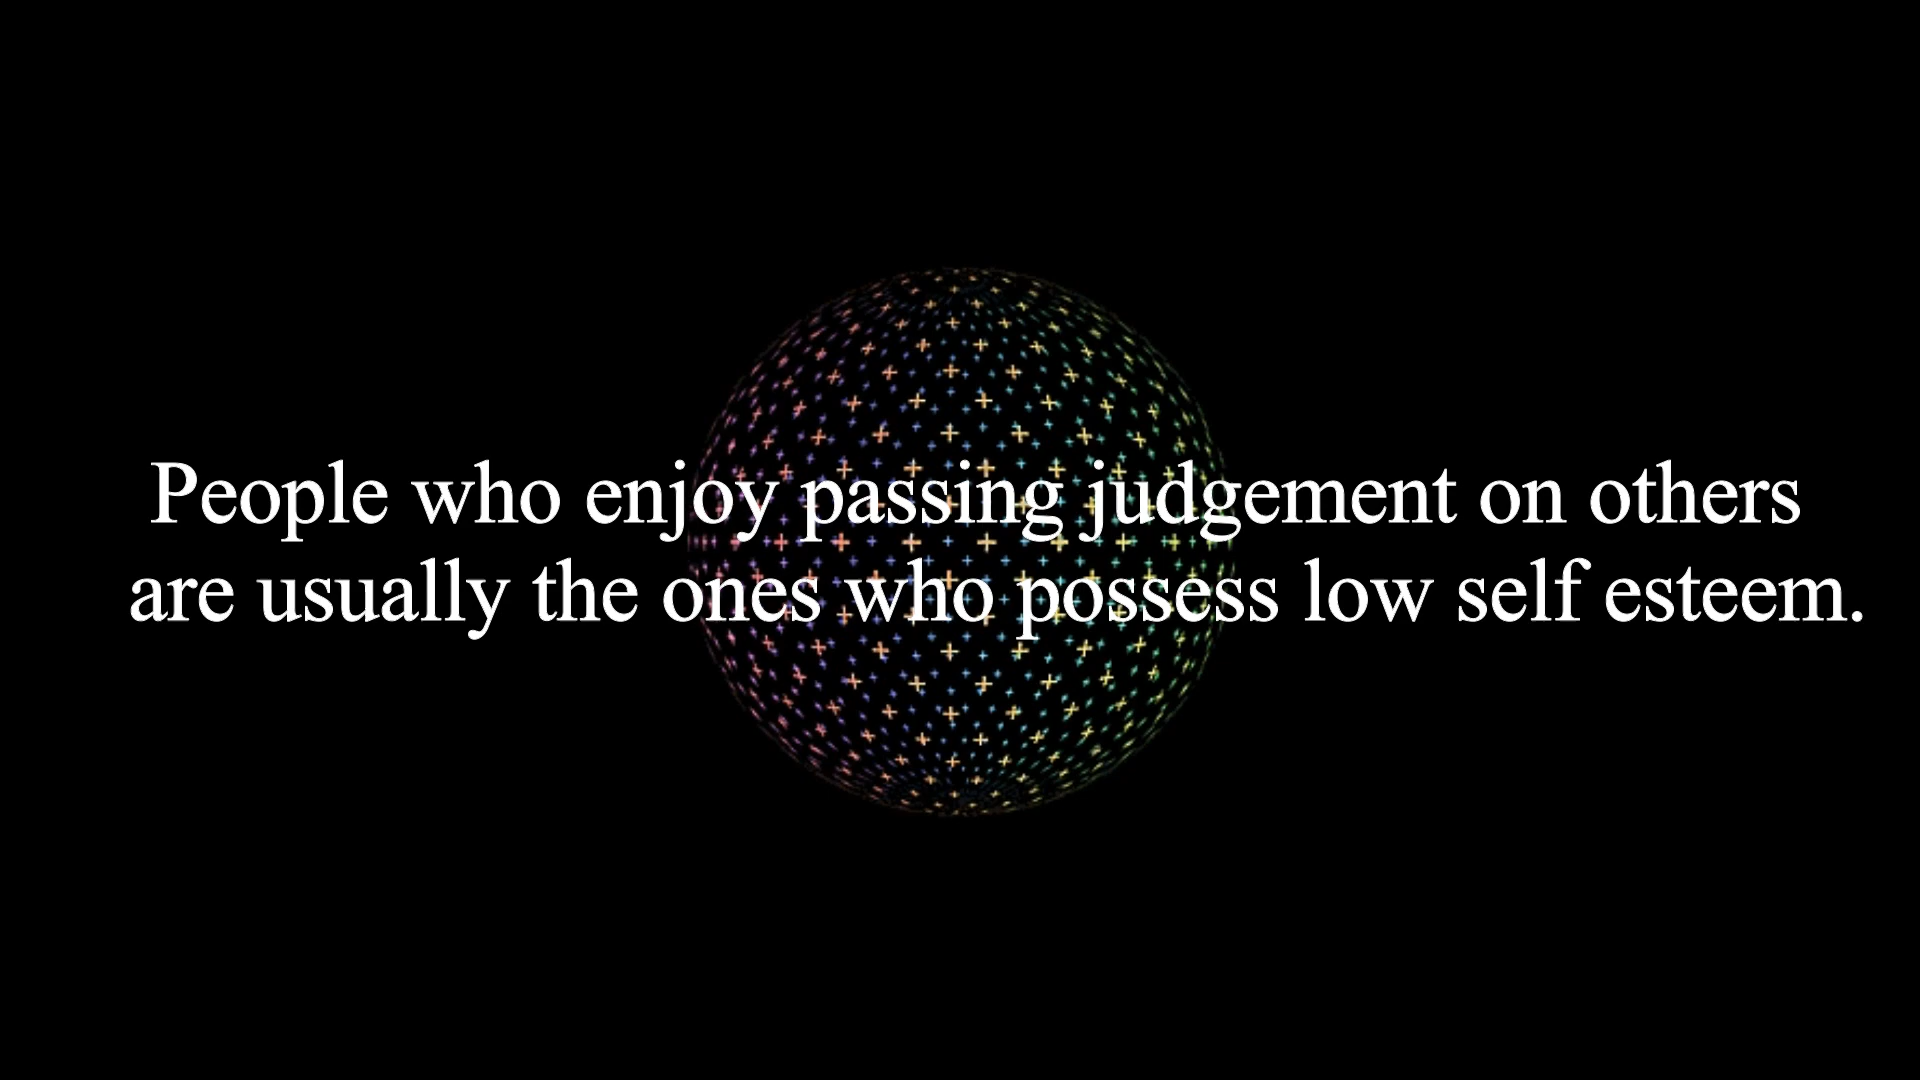 People who enjoy passing judgement on others
are usually the ones who possess low self esteem.